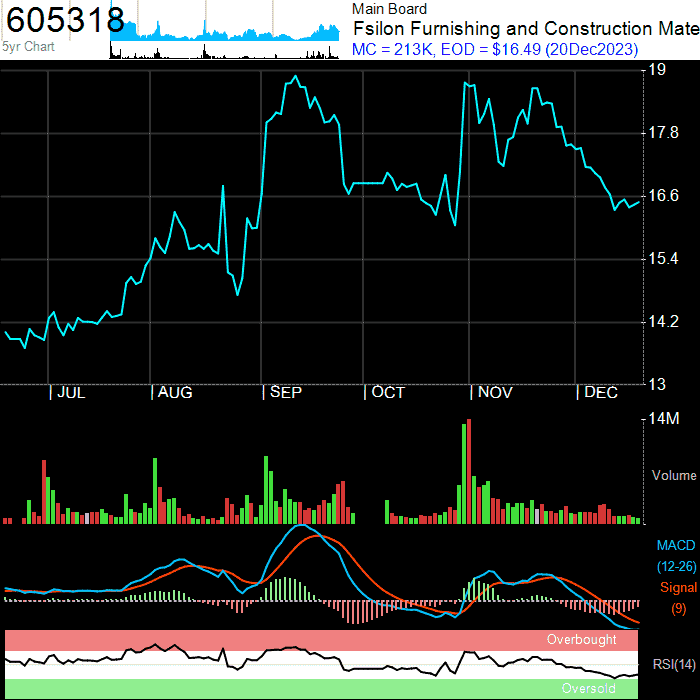 605318
5yr Chart
Main Board
Fsilon Furnishing and Construction Mate
MC = 213K, EOD = $16.49 (20Dec2023)
19
17.8
16.6
15.4
14.2
13
| JUL | AUG | SEP | OCT | NOV | DEC
14M
Volume
MACD
(12-26)
Signal
(9)
Overbought
RSI(14)
Oversold